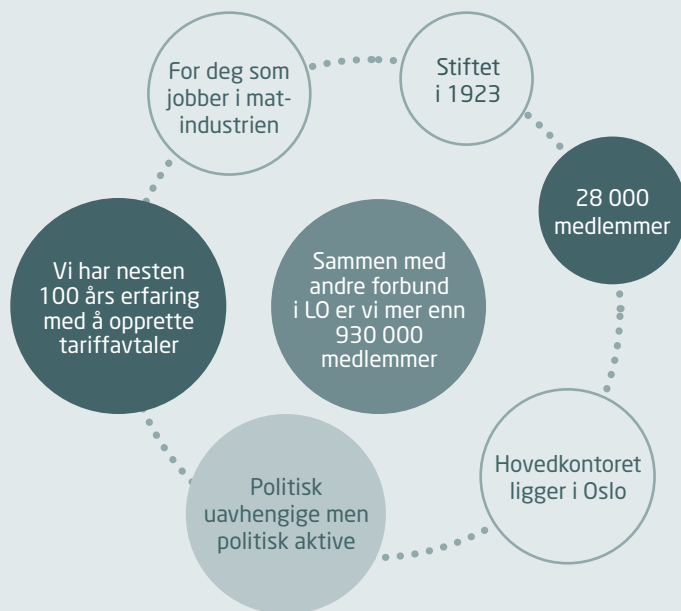 For deg som
jobber i mat-
industrien
Stiftet
i 1923
28 000
medlemmer
Vi har nesten
100 års erfaring
med å opprette
tariffavtaler
Sammen med
andre forbund
i LO er vi mer enn
930 000
medlemmer
Hovedkontoret
ligger i Oslo
Politisk
uavhengige men
politisk aktive